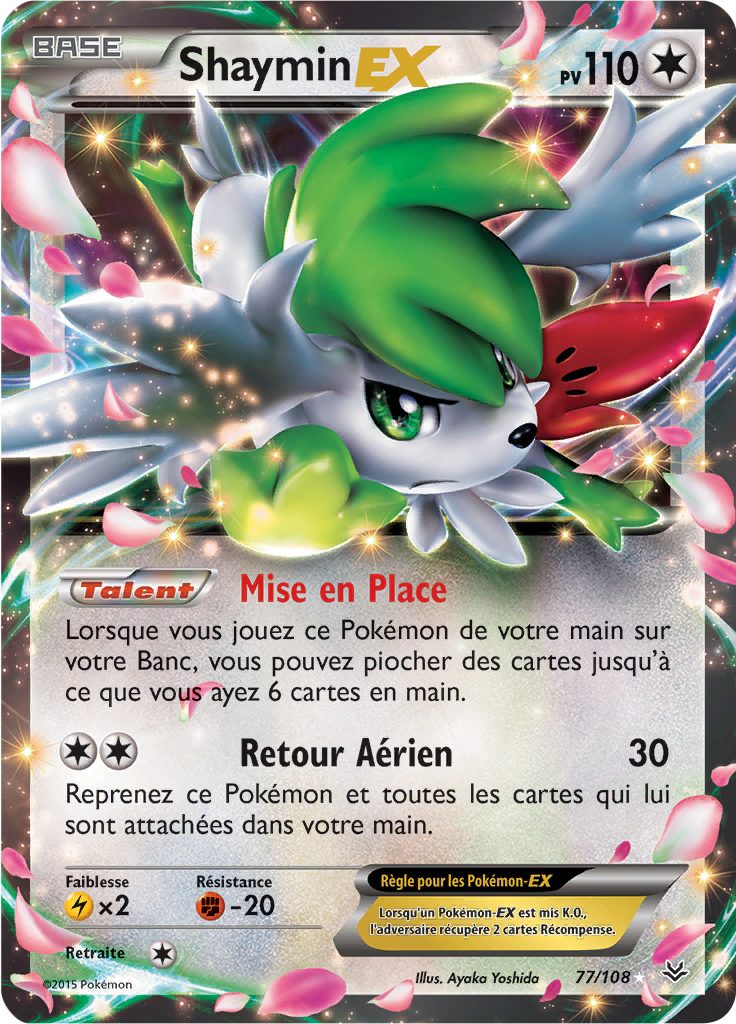 BASE
Shaymin EX PV 110
Talent Mise en Place
Lorsque vous jouez ce Pokémon de votre main sur
votre Banc, vous pouvez piocher des cartes jusqu'à
ce que vous ayez 6 cartes en main.
Retour Aérien 30
Reprenez ce Pokémon et toutes les cartes qui lui
sont attachées dans votre main.
Faiblesse Résistance
×2 -20
Retraite
Règle pour les Pokémon-EX
Lorsqu'un Pokémon-EX est mis K.O.,
l'adversaire récupère 2 cartes Récompense.
©2015 Pokémon
Illus. Ayaka Yoshida 77/108